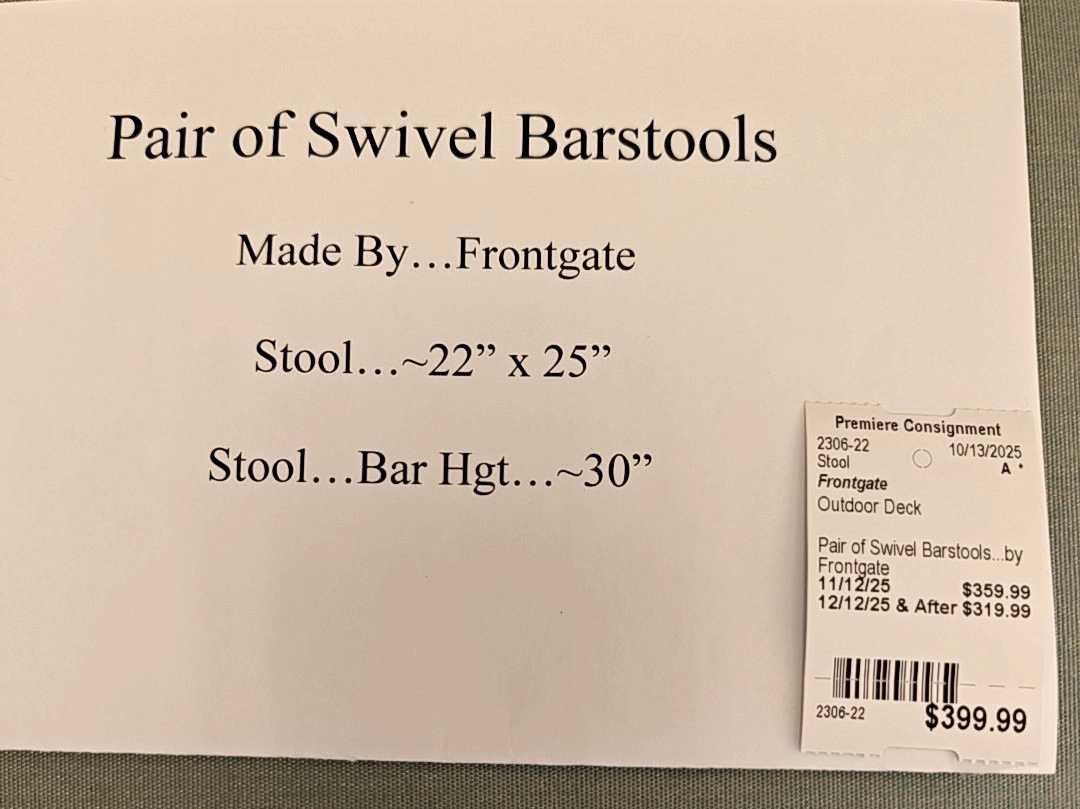 Pair of Swivel Barstools
Made By…Frontgate
Stool…~22” x 25”
Stool…Bar Hgt…~30”
Premiere Consignment
2306-22 10/13/2025
Stool A *
Frontgate
Outdoor Deck
Pair of Swivel Barstools...by
Frontgate
11/12/25 $359.99
12/12/25 & After $319.99
2306-22 $399.99